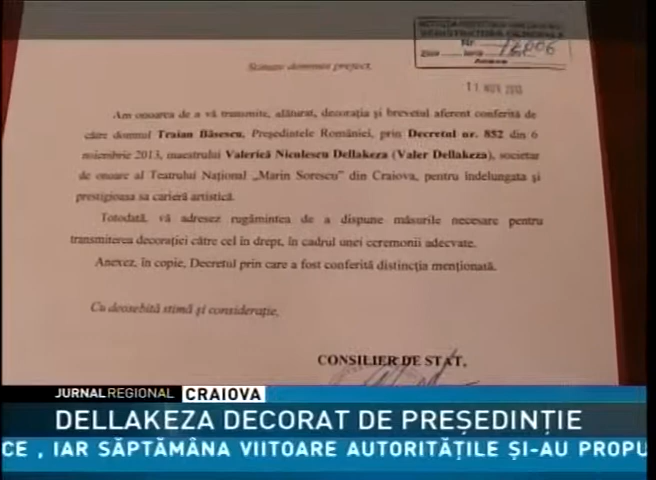 REGISTRATURA GENERALĂ
Nr. 12006
Anexe
11 NOV. 2013
Stimate domnule prefect,
Am onoarea de a vă transmite, alăturat, decorația și brevetul aferent conferită de
către domnul Traian Băsescu, Președintele României, prin Decretul nr. 852 din 6
noiembrie 2013, maestrului Valerică Niculescu Dellakeza (Valer Dellakeza), societar
de onoare al Teatrului Național „Marin Sorescu” din Craiova, pentru îndelungata și
prestigioasa sa carieră artistică.
Totodată, vă adresez rugămintea de a dispune măsurile necesare pentru
transmiterea decorației către cel în drept, în cadrul unei ceremonii adecvate.
Anexez, în copie, Decretul prin care a fost conferită distincția menționată.
Cu deosebită stimă și considerație,
CONSILIER DE STAT,
JURNAL REGIONAL CRAIOVA
DELLAKEZA DECORAT DE PREȘEDINȚIE
CE , IAR SĂPTĂMÂNA VIITOARE AUTORITĂȚILE ȘI-AU PROPU